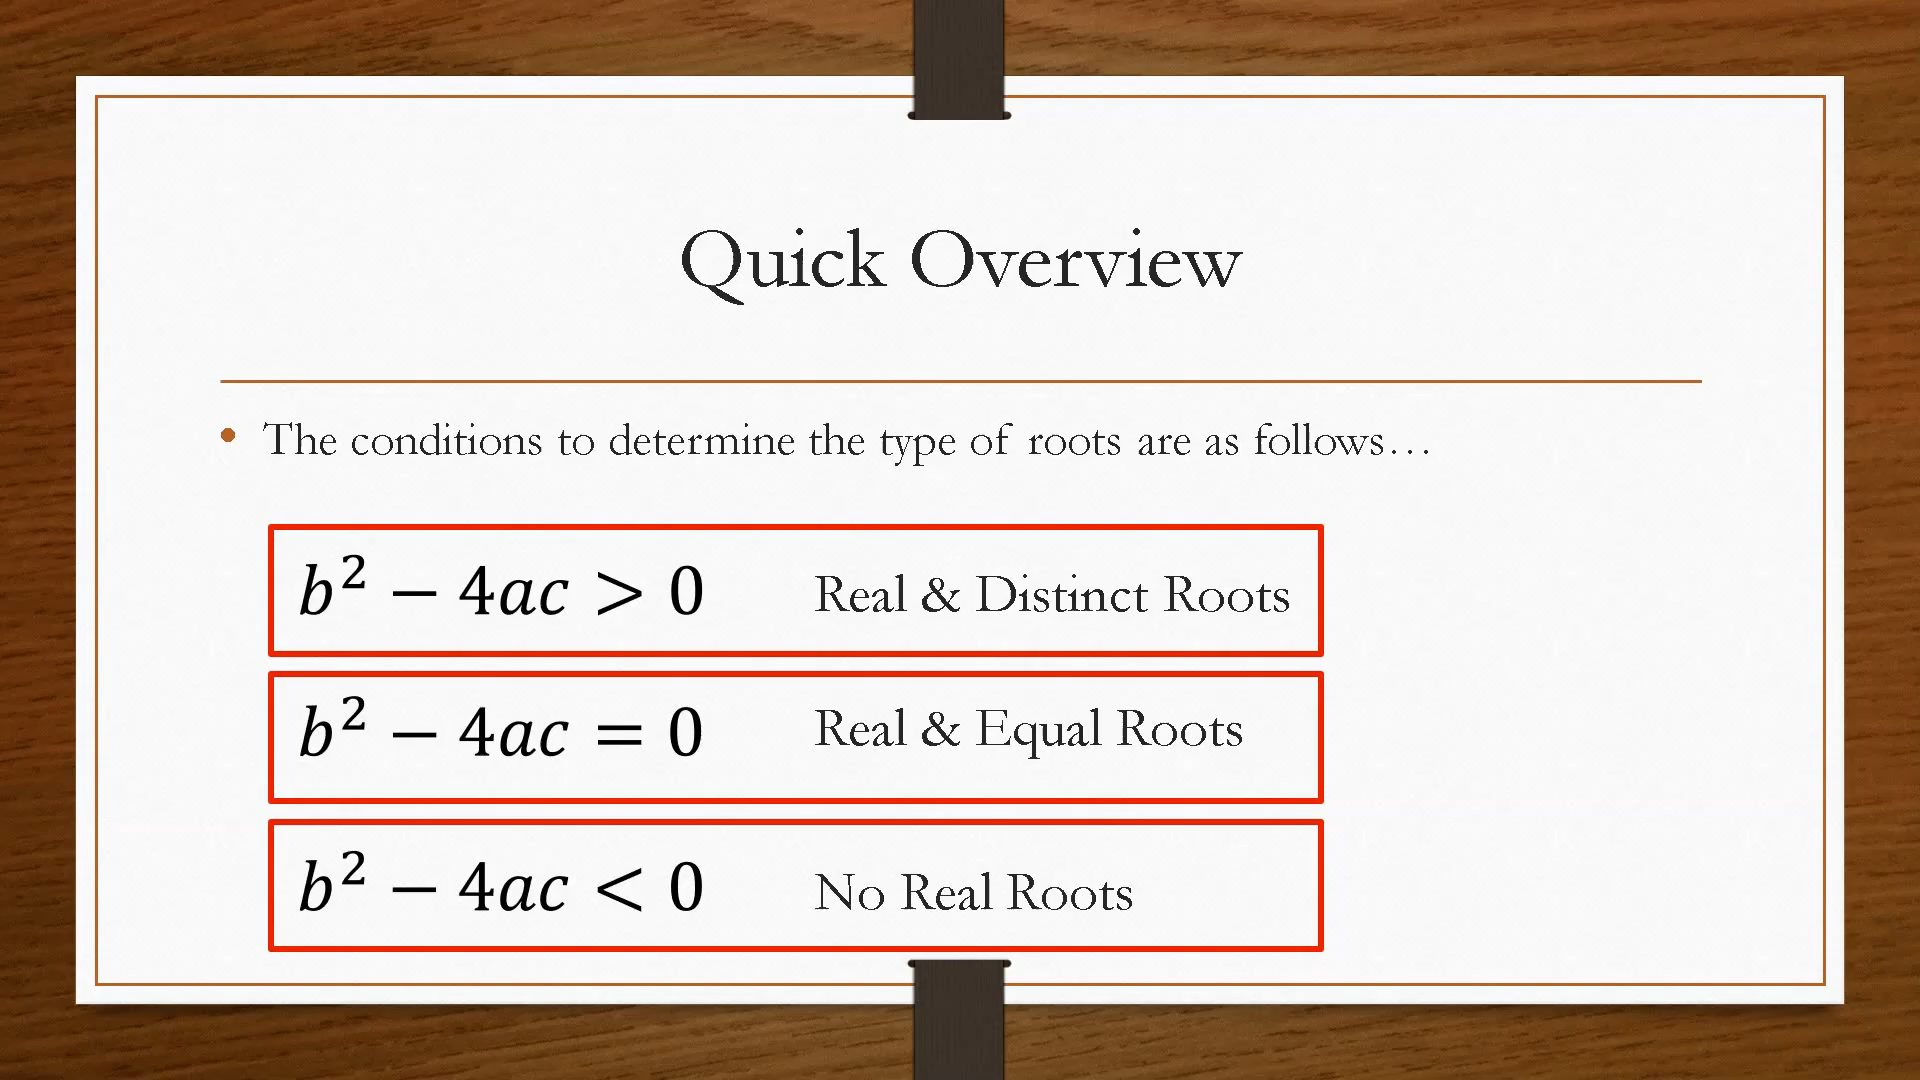 Quick Overview
• The conditions to determine the type of roots are as follows…
b² − 4ac > 0 Real & Distinct Roots
b² − 4ac = 0 Real & Equal Roots
b² − 4ac < 0 No Real Roots